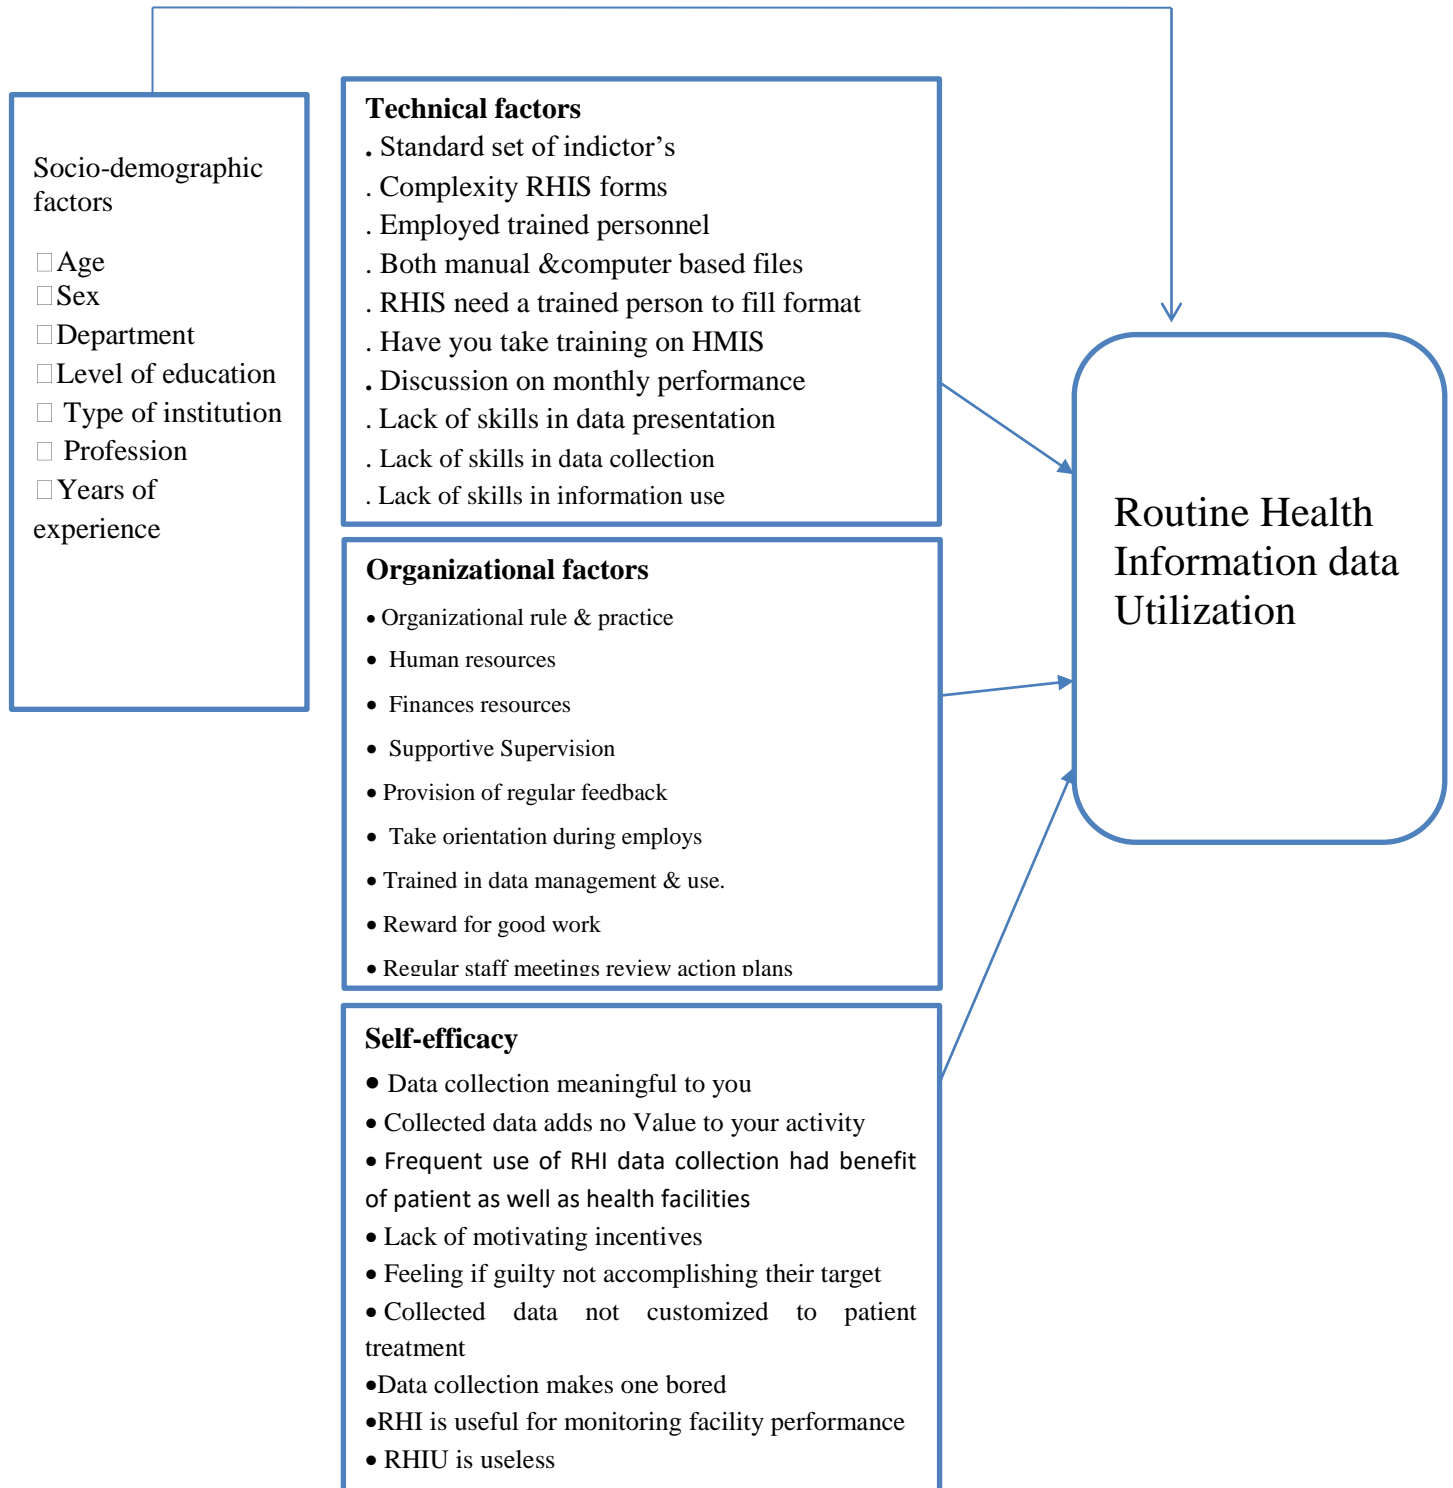 Socio-demographic
factors
Age
Sex
Department
Level of education
Type of institution
Profession
Years of
experience
Technical factors
. Standard set of indictor’s
. Complexity RHIS forms
. Employed trained personnel
. Both manual &computer based files
. RHIS need a trained person to fill format
. Have you take training on HMIS
. Discussion on monthly performance
. Lack of skills in data presentation
. Lack of skills in data collection
. Lack of skills in information use
Organizational factors
• Organizational rule & practice
• Human resources
• Finances resources
• Supportive Supervision
• Provision of regular feedback
• Take orientation during employs
• Trained in data management & use.
• Reward for good work
• Regular staff meetings review action plans
Self-efficacy
• Data collection meaningful to you
• Collected data adds no Value to your activity
• Frequent use of RHI data collection had benefit
of patient as well as health facilities
• Lack of motivating incentives
• Feeling if guilty not accomplishing their target
• Collected data not customized to patient
treatment
•Data collection makes one bored
•RHI is useful for monitoring facility performance
• RHIU is useless
Routine Health
Information data
Utilization